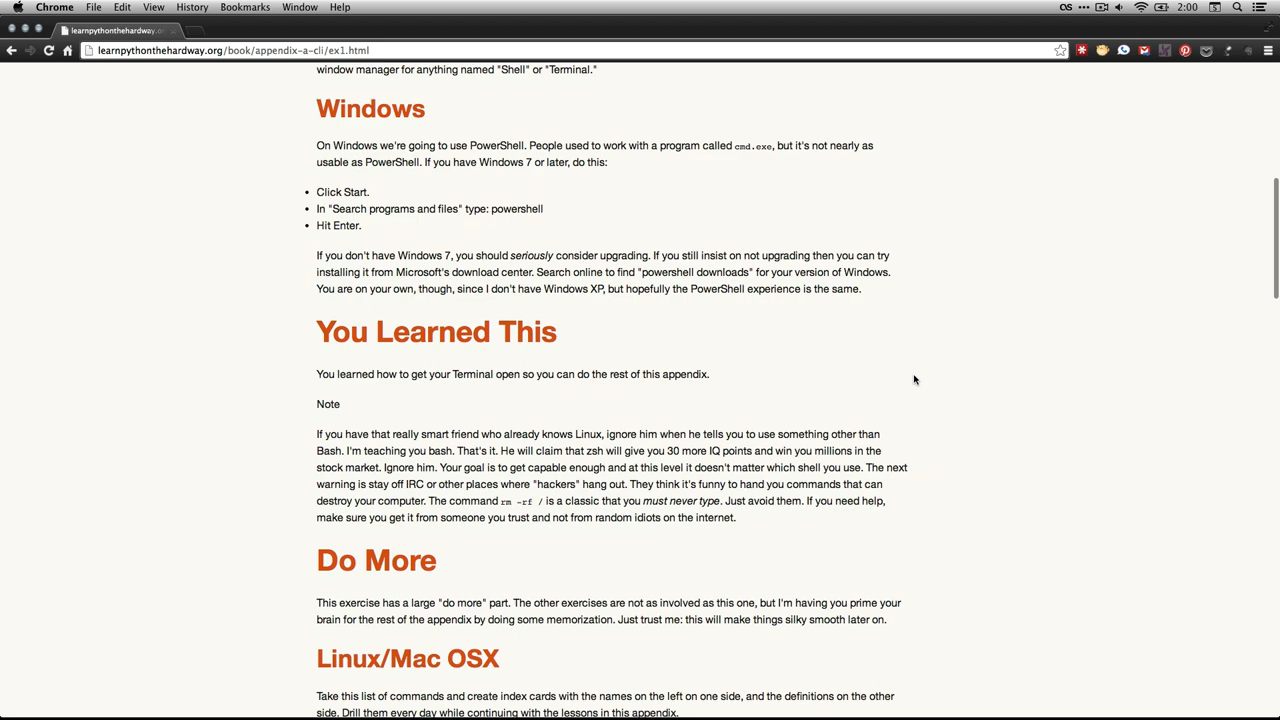 Chrome File Edit View History Bookmarks Window Help 2:00
learnpythonthehardway.org
learnpythonthehardway.org/book/appendix-a-cli/ex1.html
window manager for anything named "Shell" or "Terminal."
Windows
On Windows we're going to use PowerShell. People used to work with a program called cmd.exe, but it's not nearly as
usable as PowerShell. If you have Windows 7 or later, do this:
• Click Start.
• In "Search programs and files" type: powershell
• Hit Enter.
If you don't have Windows 7, you should seriously consider upgrading. If you still insist on not upgrading then you can try
installing it from Microsoft's download center. Search online to find "powershell downloads" for your version of Windows.
You are on your own, though, since I don't have Windows XP, but hopefully the PowerShell experience is the same.
You Learned This
You learned how to get your Terminal open so you can do the rest of this appendix.
Note
If you have that really smart friend who already knows Linux, ignore him when he tells you to use something other than
Bash. I'm teaching you bash. That's it. He will claim that zsh will give you 30 more IQ points and win you millions in the
stock market. Ignore him. Your goal is to get capable enough and at this level it doesn't matter which shell you use. The next
warning is stay off IRC or other places where "hackers" hang out. They think it's funny to hand you commands that can
destroy your computer. The command rm -rf / is a classic that you must never type. Just avoid them. If you need help,
make sure you get it from someone you trust and not from random idiots on the internet.
Do More
This exercise has a large "do more" part. The other exercises are not as involved as this one, but I'm having you prime your
brain for the rest of the appendix by doing some memorization. Just trust me: this will make things silky smooth later on.
Linux/Mac OSX
Take this list of commands and create index cards with the names on the left on one side, and the definitions on the other
side. Drill them every day while continuing with the lessons in this appendix.